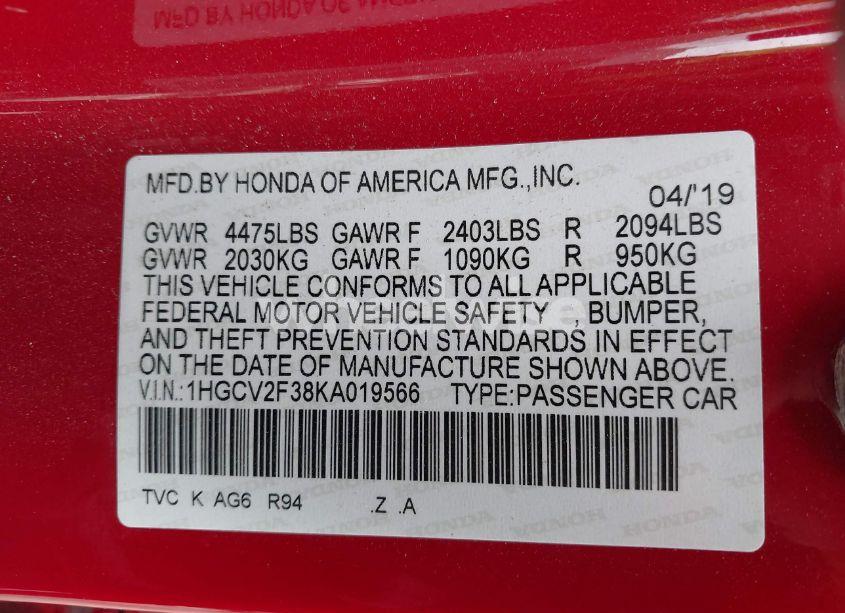 MFD.BY HONDA OF AMERICA MFG.,INC.
04/'19
GVWR 4475LBS GAWR F 2403LBS R 2094LBS
GVWR 2030KG GAWR F 1090KG R 950KG
THIS VEHICLE CONFORMS TO ALL APPLICABLE
FEDERAL MOTOR VEHICLE SAFETY , BUMPER,
AND THEFT PREVENTION STANDARDS IN EFFECT
ON THE DATE OF MANUFACTURE SHOWN ABOVE.
V.I.N.:1HGCV2F38KA019566 TYPE:PASSENGER CAR
TVC K AG6 R94 .Z .A